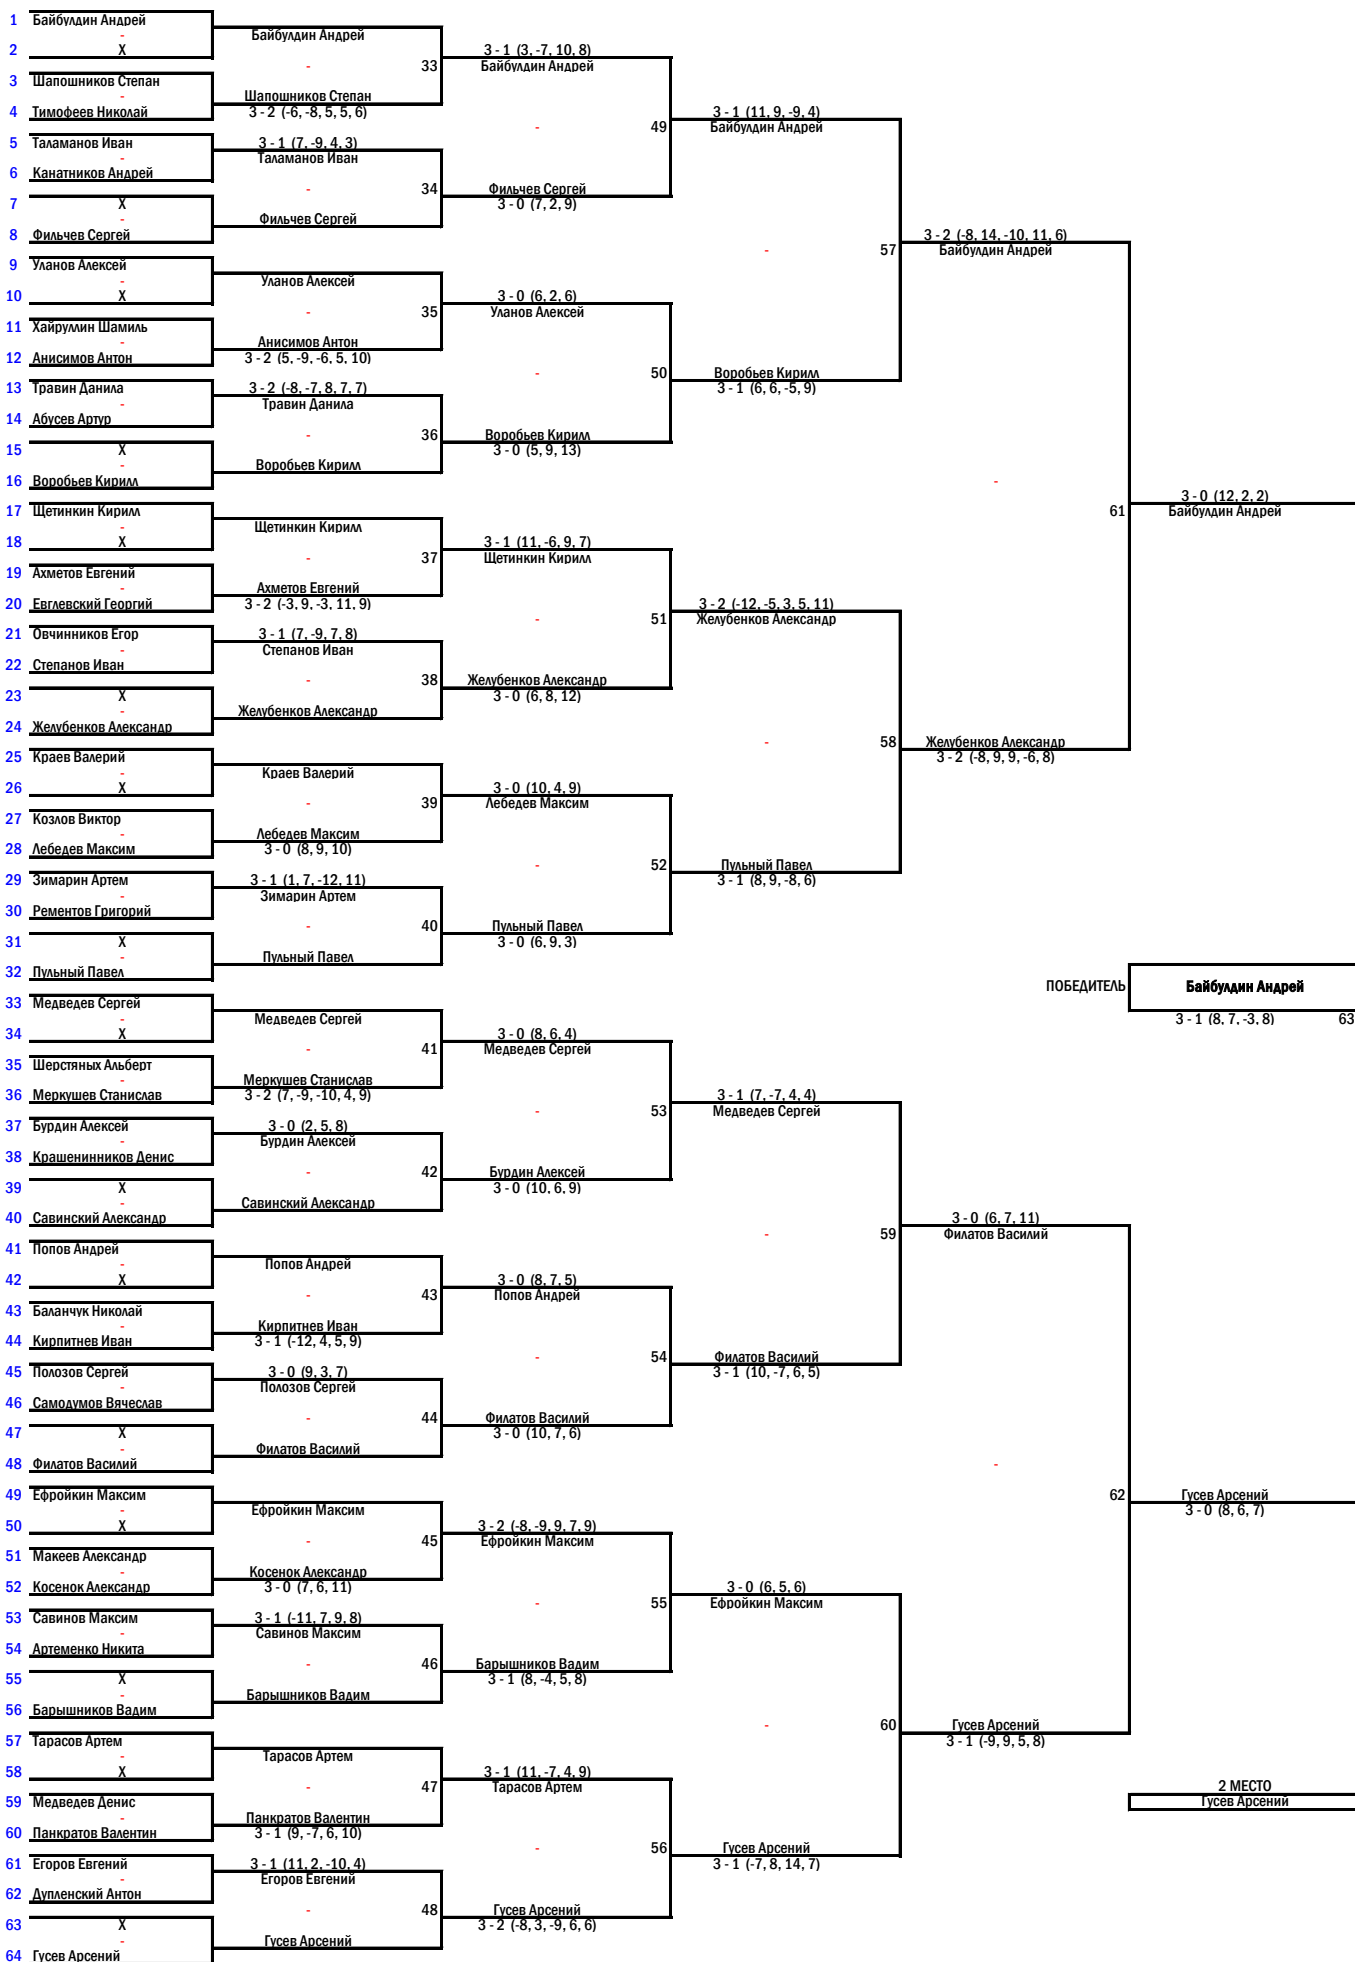 1 Байбулдин Андрей
-
2 X
3 Шапошников Степан
-
4 Тимофеев Николай
5 Таламанов Иван
-
6 Канатников Андрей
7 X
-
8 Фильчев Сергей
9 Уланов Алексей
-
10 X
11 Хайруллин Шамиль
-
12 Анисимов Антон
13 Травин Данила
-
14 Абусев Артур
15 X
-
16 Воробьев Кирилл
17 Щетинкин Кирилл
-
18 X
19 Ахметов Евгений
-
20 Евглевский Георгий
21 Овчинников Егор
-
22 Степанов Иван
23 X
-
24 Желубенков Александр
25 Краев Валерий
-
26 X
27 Козлов Виктор
-
28 Лебедев Максим
29 Зимарин Артем
-
30 Рементов Григорий
31 X
-
32 Пульный Павел
33 Медведев Сергей
-
34 X
35 Шерстяных Альберт
-
36 Меркушев Станислав
37 Бурдин Алексей
-
38 Крашенинников Денис
39 X
-
40 Савинский Александр
41 Попов Андрей
-
42 X
43 Баланчук Николай
-
44 Кирпитнев Иван
45 Полозов Сергей
-
46 Самодумов Вячеслав
47 X
-
48 Филатов Василий
49 Ефройкин Максим
-
50 X
51 Макеев Александр
-
52 Косенок Александр
53 Савинов Максим
-
54 Артеменко Никита
55 X
-
56 Барышников Вадим
57 Тарасов Артем
-
58 X
59 Медведев Денис
-
60 Панкратов Валентин
61 Егоров Евгений
-
62 Дупленский Антон
63 X
-
64 Гусев Арсений
Байбулдин Андрей
- 33
Шапошников Степан
3 - 2 (-6, -8, 5, 5, 6)
3 - 1 (7, -9, 4, 3)
Таламанов Иван
- 34
Фильчев Сергей
Уланов Алексей
- 35
Анисимов Антон
3 - 2 (5, -9, -6, 5, 10)
3 - 2 (-8, -7, 8, 7, 7)
Травин Данила
- 36
Воробьев Кирилл
Щетинкин Кирилл
- 37
Ахметов Евгений
3 - 2 (-3, 9, -3, 11, 9)
3 - 1 (7, -9, 7, 8)
Степанов Иван
- 38
Желубенков Александр
Краев Валерий
- 39
Лебедев Максим
3 - 0 (8, 9, 10)
3 - 1 (1, 7, -12, 11)
Зимарин Артем
- 40
Пульный Павел
Медведев Сергей
- 41
Меркушев Станислав
3 - 2 (7, -9, -10, 4, 9)
3 - 0 (2, 5, 8)
Бурдин Алексей
- 42
Савинский Александр
Попов Андрей
- 43
Кирпитнев Иван
3 - 1 (-12, 4, 5, 9)
3 - 0 (9, 3, 7)
Полозов Сергей
- 44
Филатов Василий
Ефройкин Максим
- 45
Косенок Александр
3 - 0 (7, 6, 11)
3 - 1 (-11, 7, 9, 8)
Савинов Максим
- 46
Барышников Вадим
Тарасов Артем
- 47
Панкратов Валентин
3 - 1 (9, -7, 6, 10)
3 - 1 (11, 2, -10, 4)
Егоров Евгений
- 48
Гусев Арсений
3 - 1 (3, -7, 10, 8)
Байбулдин Андрей
- 49
Фильчев Сергей
3 - 0 (7, 2, 9)
3 - 0 (6, 2, 6)
Уланов Алексей
- 50
Воробьев Кирилл
3 - 0 (5, 9, 13)
3 - 1 (11, -6, 9, 7)
Щетинкин Кирилл
- 51
Желубенков Александр
3 - 0 (6, 8, 12)
3 - 0 (10, 4, 9)
Лебедев Максим
- 52
Пульный Павел
3 - 0 (6, 9, 3)
3 - 0 (8, 6, 4)
Медведев Сергей
- 53
Бурдин Алексей
3 - 0 (10, 6, 9)
3 - 0 (8, 7, 5)
Попов Андрей
- 54
Филатов Василий
3 - 0 (10, 7, 6)
3 - 2 (-8, -9, 9, 7, 9)
Ефройкин Максим
- 55
Барышников Вадим
3 - 1 (8, -4, 5, 8)
3 - 1 (11, -7, 4, 9)
Тарасов Артем
- 56
Гусев Арсений
3 - 2 (-8, 3, -9, 6, 6)
3 - 1 (11, 9, -9, 4)
Байбулдин Андрей
- 57
Воробьев Кирилл
3 - 1 (6, 6, -5, 9)
3 - 2 (-12, -5, 3, 5, 11)
Желубенков Александр
- 58
Пульный Павел
3 - 1 (8, 9, -8, 6)
3 - 1 (7, -7, 4, 4)
Медведев Сергей
- 59
Филатов Василий
3 - 1 (10, -7, 6, 5)
3 - 0 (6, 5, 6)
Ефройкин Максим
- 60
Гусев Арсений
3 - 1 (-7, 8, 14, 7)
3 - 2 (-8, 14, -10, 11, 6)
Байбулдин Андрей
- 61
Желубенков Александр
3 - 2 (-8, 9, 9, -6, 8)
3 - 0 (6, 7, 11)
Филатов Василий
- 62
Гусев Арсений
3 - 1 (-9, 9, 5, 8)
3 - 0 (12, 2, 2)
Байбулдин Андрей
ПОБЕДИТЕЛЬ Байбулдин Андрей
3 - 1 (8, 7, -3, 8) 63
Гусев Арсений
3 - 0 (8, 6, 7)
2 МЕСТО
Гусев Арсений